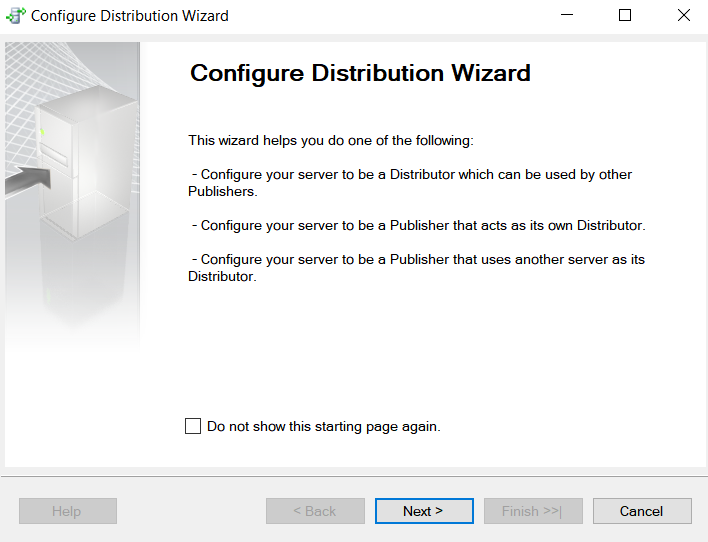 Configure Distribution Wizard
Configure Distribution Wizard
This wizard helps you do one of the following:
- Configure your server to be a Distributor which can be used by other
Publishers.
- Configure your server to be a Publisher that acts as its own Distributor.
- Configure your server to be a Publisher that uses another server as its
Distributor.
Do not show this starting page again.
Help
< Back
Next >
Finish >>|
Cancel